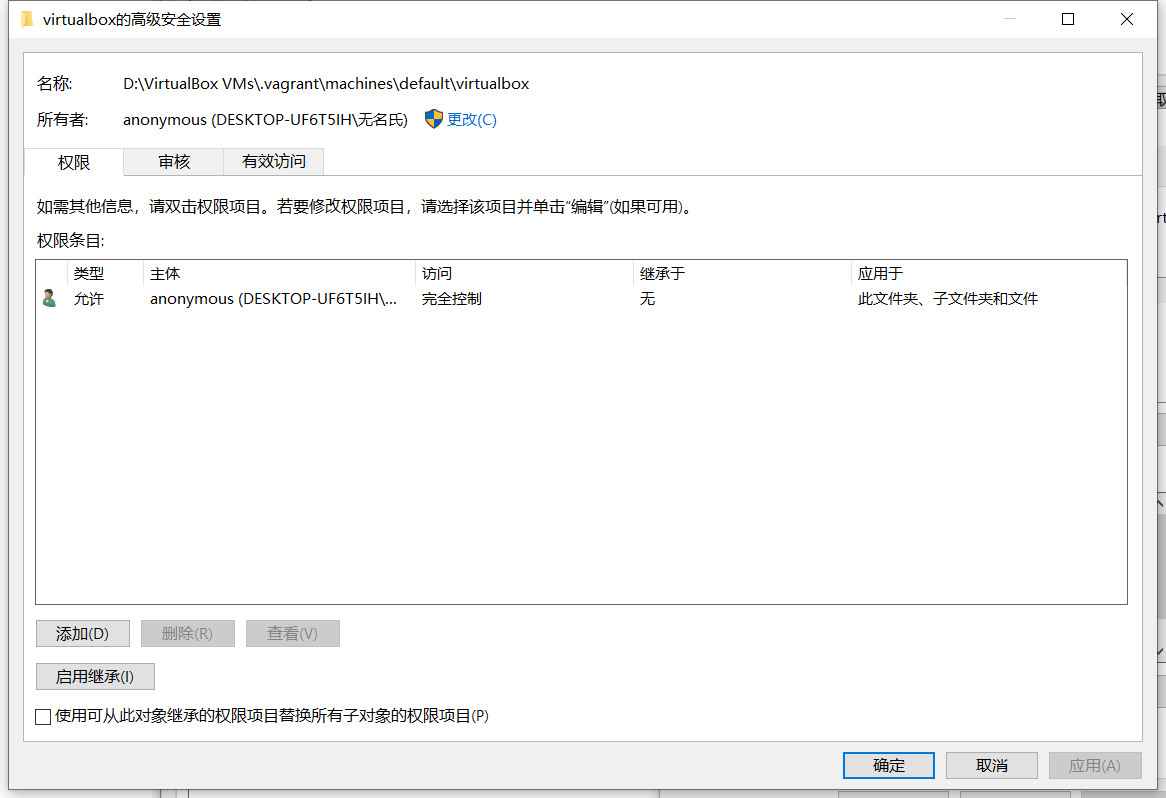 virtualbox的高级安全设置
名称: D:\VirtualBox VMs\.vagrant\machines\default\virtualbox
所有者: anonymous (DESKTOP-UF6T5IH\无名氏) 更改(C)
权限 审核 有效访问
如需其他信息，请双击权限项目。若要修改权限项目，请选择该项目并单击“编辑”(如果可用)。
权限条目:
类型 主体 访问 继承于 应用于
允许 anonymous (DESKTOP-UF6T5IH\... 完全控制 无 此文件夹、子文件夹和文件
添加(D) 删除(R) 查看(V)
启用继承(I)
使用可从此对象继承的权限项目替换所有子对象的权限项目(P)
确定 取消 应用(A)